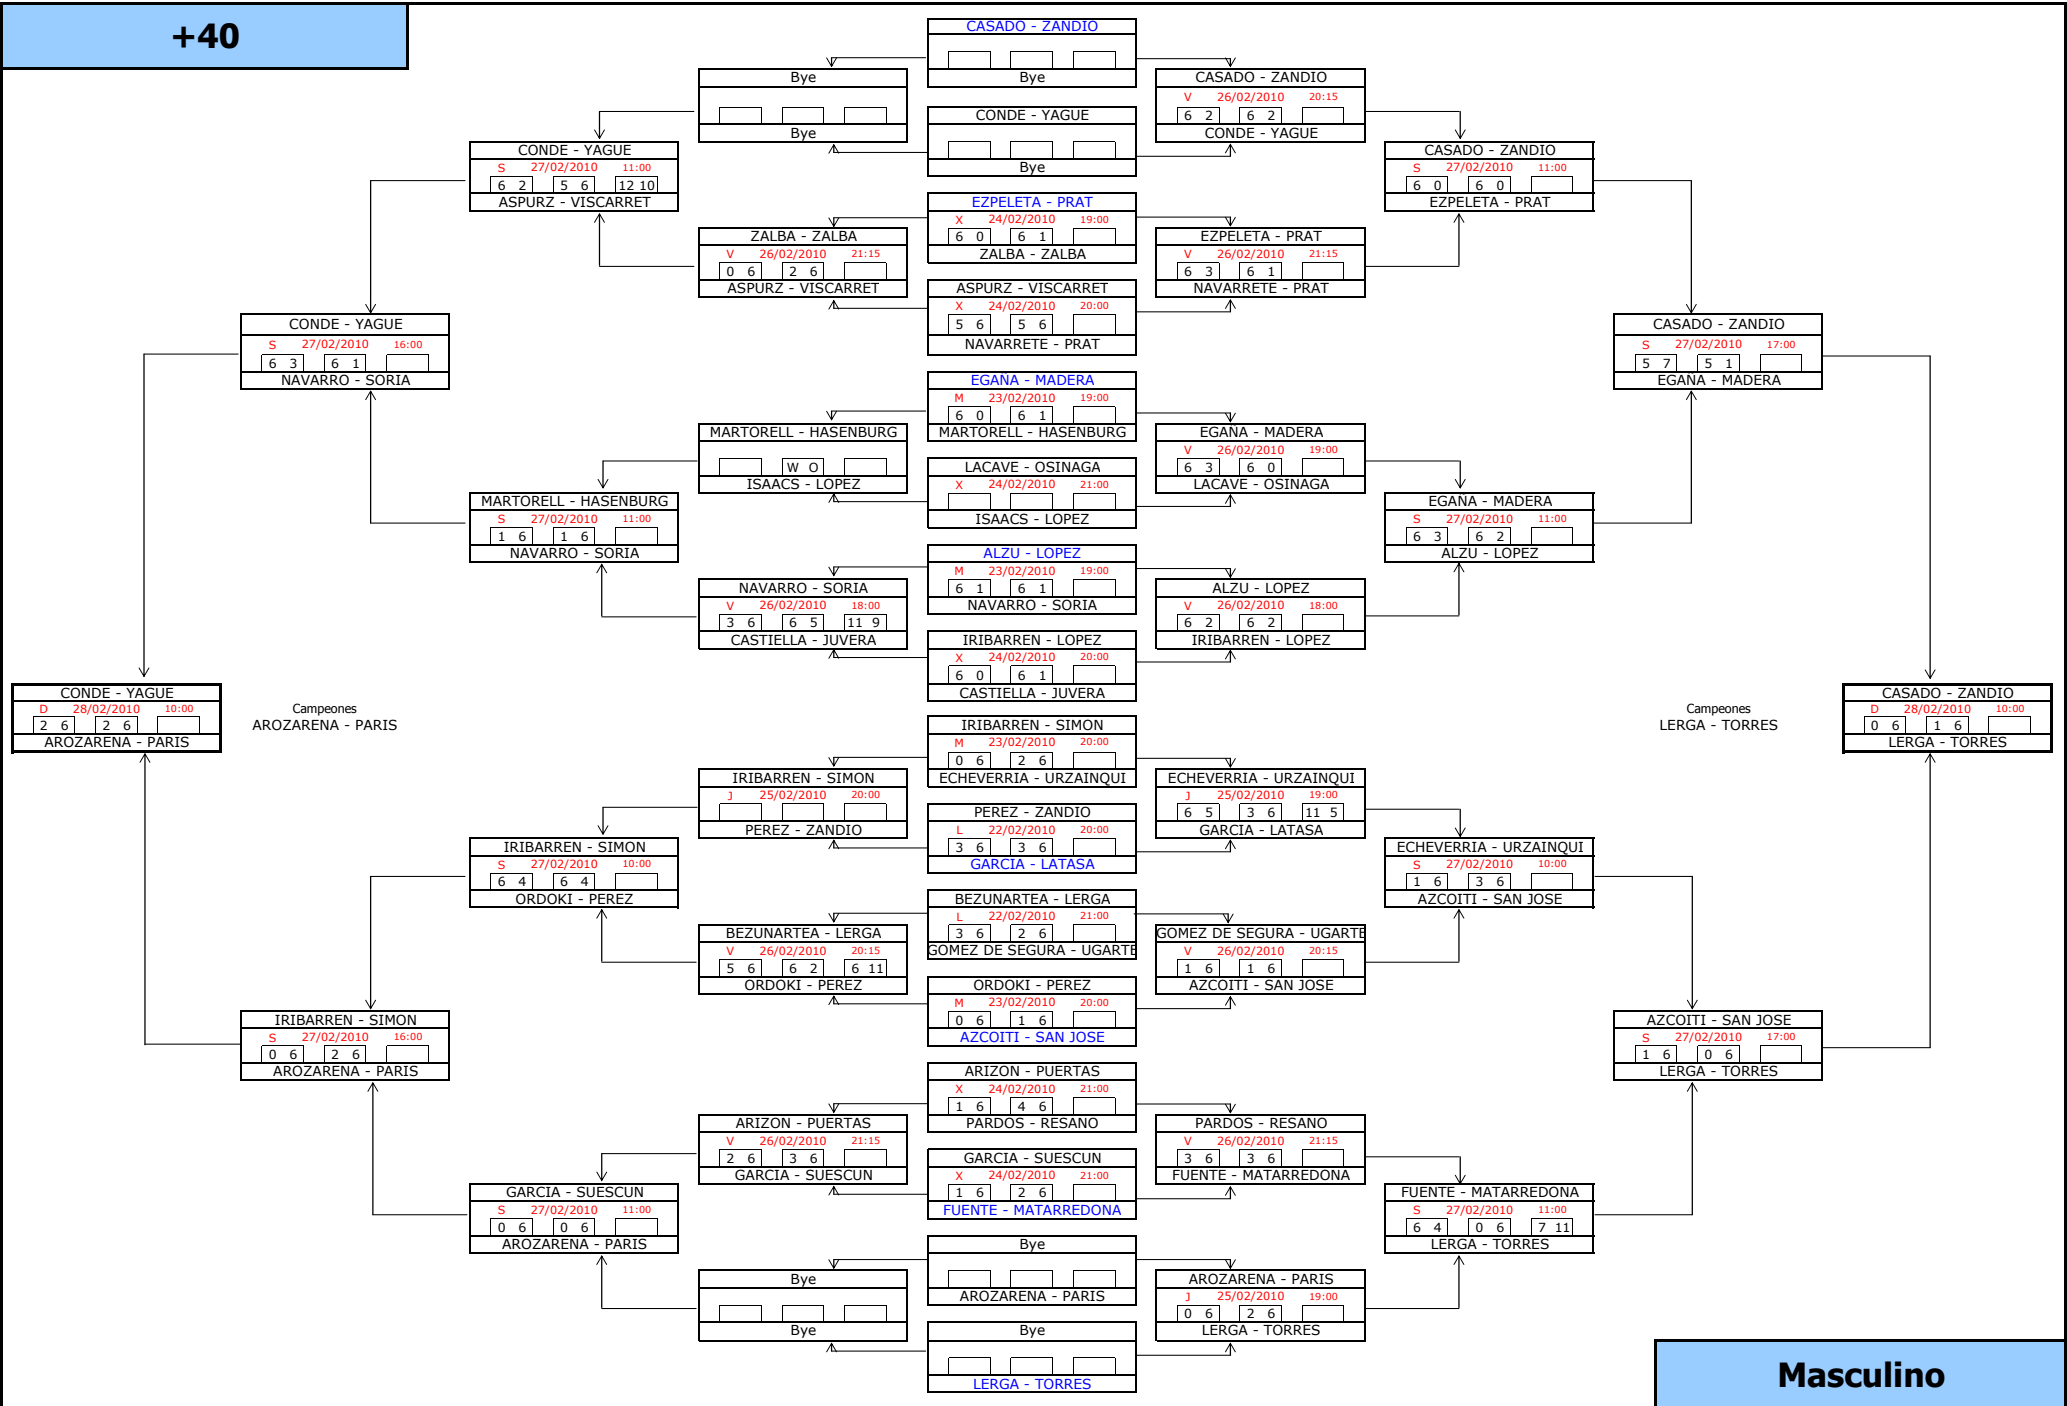 +40
CASADO - ZANDIO
Bye
CONDE - YAGUE
Bye
EZPELETA - PRAT
X 24/02/2010 19:00
6 0 6 1
ZALBA - ZALBA
ASPURZ - VISCARRET
X 24/02/2010 20:00
5 6 5 6
NAVARRETE - PRAT
EGAÑA - MADERA
M 23/02/2010 19:00
6 0 6 1
MARTORELL - HASENBURG
LACAVE - OSINAGA
X 24/02/2010 21:00
ISAACS - LOPEZ
ALZU - LOPEZ
M 23/02/2010 19:00
6 1 6 1
NAVARRO - SORIA
IRIBARREN - LOPEZ
X 24/02/2010 20:00
6 0 6 1
CASTIELLA - JUVERA
IRIBARREN - SIMON
M 23/02/2010 20:00
0 6 2 6
ECHEVERRIA - URZAINQUI
PEREZ - ZANDIO
L 22/02/2010 20:00
3 6 3 6
GARCIA - LATASA
BEZUNARTEA - LERGA
L 22/02/2010 21:00
3 6 2 6
GOMEZ DE SEGURA - UGARTE
ORDOKI - PEREZ
M 23/02/2010 20:00
0 6 1 6
AZCOITI - SAN JOSE
ARIZON - PUERTAS
X 24/02/2010 21:00
1 6 4 6
PARDOS - RESANO
GARCIA - SUESCUN
X 24/02/2010 21:00
1 6 2 6
FUENTE - MATARREDONA
Bye
AROZARENA - PARIS
Bye
LERGA - TORRES
Bye
Bye
ZALBA - ZALBA
V 26/02/2010 21:15
0 6 2 6
ASPURZ - VISCARRET
MARTORELL - HASENBURG
W O
ISAACS - LOPEZ
NAVARRO - SORIA
V 26/02/2010 18:00
3 6 6 5 11 9
CASTIELLA - JUVERA
IRIBARREN - SIMON
J 25/02/2010 20:00
PEREZ - ZANDIO
BEZUNARTEA - LERGA
V 26/02/2010 20:15
5 6 6 2 6 11
ORDOKI - PEREZ
ARIZON - PUERTAS
V 26/02/2010 21:15
2 6 3 6
GARCIA - SUESCUN
Bye
Bye
CONDE - YAGUE
S 27/02/2010 11:00
6 2 5 6 12 10
ASPURZ - VISCARRET
MARTORELL - HASENBURG
S 27/02/2010 11:00
1 6 1 6
NAVARRO - SORIA
IRIBARREN - SIMON
S 27/02/2010 10:00
6 4 6 4
ORDOKI - PEREZ
GARCIA - SUESCUN
S 27/02/2010 11:00
0 6 0 6
AROZARENA - PARIS
CONDE - YAGUE
S 27/02/2010 16:00
6 3 6 1
NAVARRO - SORIA
IRIBARREN - SIMON
S 27/02/2010 16:00
0 6 2 6
AROZARENA - PARIS
CONDE - YAGUE
D 28/02/2010 10:00
2 6 2 6
AROZARENA - PARIS
Campeones
AROZARENA - PARIS
CASADO - ZANDIO
V 26/02/2010 20:15
6 2 6 2
CONDE - YAGUE
EZPELETA - PRAT
V 26/02/2010 21:15
6 3 6 1
NAVARRETE - PRAT
EGAÑA - MADERA
V 26/02/2010 19:00
6 3 6 0
LACAVE - OSINAGA
ALZU - LOPEZ
V 26/02/2010 18:00
6 2 6 2
IRIBARREN - LOPEZ
ECHEVERRIA - URZAINQUI
J 25/02/2010 19:00
6 5 3 6 11 5
GARCIA - LATASA
GOMEZ DE SEGURA - UGARTE
V 26/02/2010 20:15
1 6 1 6
AZCOITI - SAN JOSE
PARDOS - RESANO
V 26/02/2010 21:15
3 6 3 6
FUENTE - MATARREDONA
AROZARENA - PARIS
J 25/02/2010 19:00
0 6 2 6
LERGA - TORRES
CASADO - ZANDIO
S 27/02/2010 11:00
6 0 6 0
EZPELETA - PRAT
EGAÑA - MADERA
S 27/02/2010 11:00
6 3 6 2
ALZU - LOPEZ
ECHEVERRIA - URZAINQUI
S 27/02/2010 10:00
1 6 3 6
AZCOITI - SAN JOSE
FUENTE - MATARREDONA
S 27/02/2010 11:00
6 4 0 6 7 11
LERGA - TORRES
CASADO - ZANDIO
S 27/02/2010 17:00
5 7 5 1
EGAÑA - MADERA
AZCOITI - SAN JOSE
S 27/02/2010 17:00
1 6 0 6
LERGA - TORRES
Campeones
LERGA - TORRES
CASADO - ZANDIO
D 28/02/2010 10:00
0 6 1 6
LERGA - TORRES
Masculino